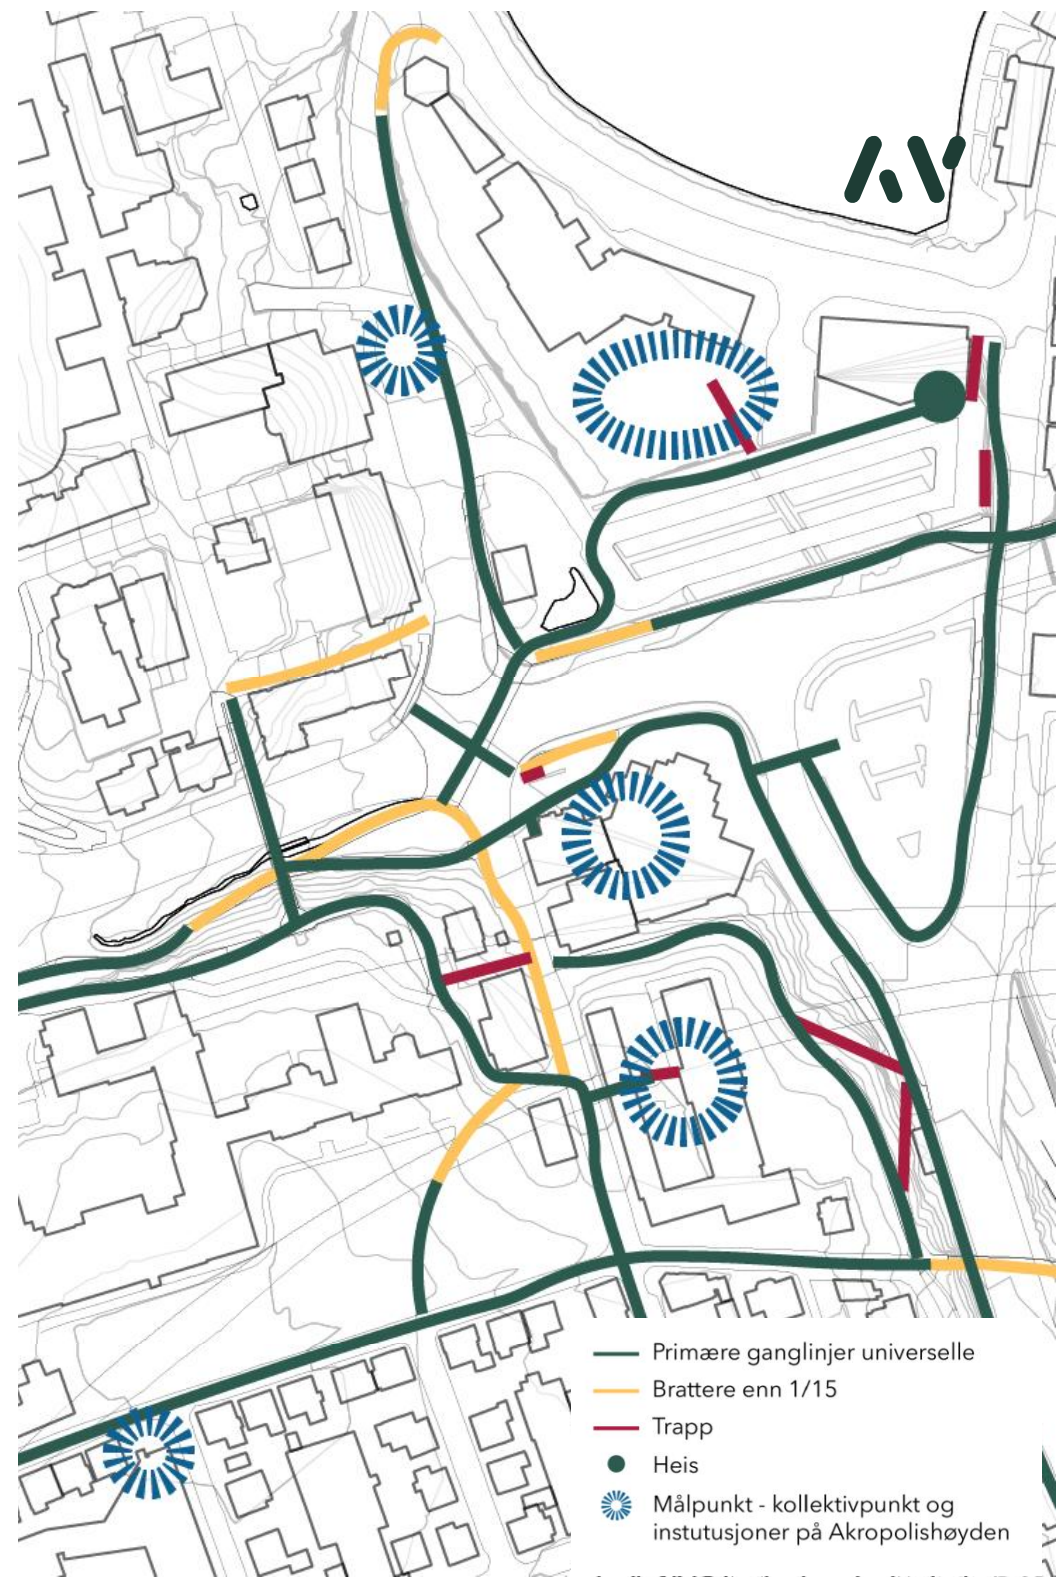 Primære ganglinjer universelle
Brattere enn 1/15
Trapp
Heis
Målpunkt - kollektivpunkt og
instutusjoner på Akropolishøyden